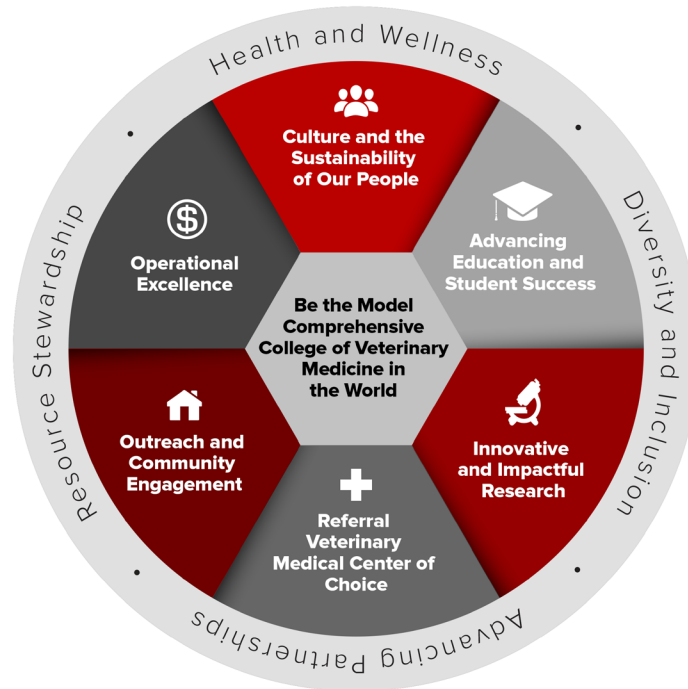 Health and Wellness
Diversity and Inclusion
Advancing Partnerships
Resource Stewardship
Culture and the
Sustainability
of Our People
Advancing
Education and
Student Success
Innovative
and Impactful
Research
Referral
Veterinary
Medical Center of
Choice
Outreach and
Community
Engagement
$
Operational
Excellence
Be the Model
Comprehensive
College of Veterinary
Medicine in
the World